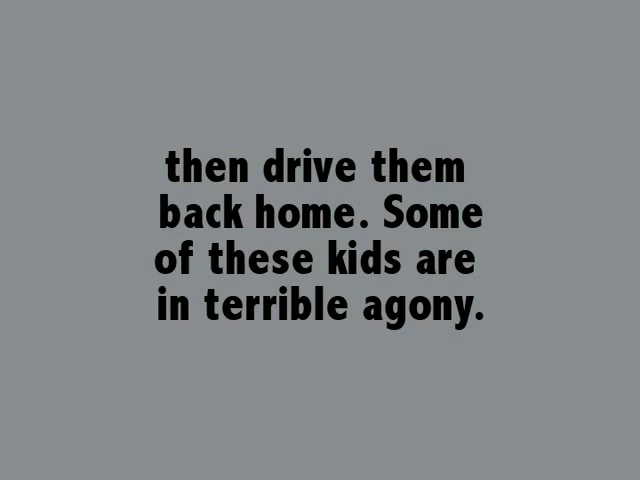 then drive them
back home. Some
of these kids are
in terrible agony.